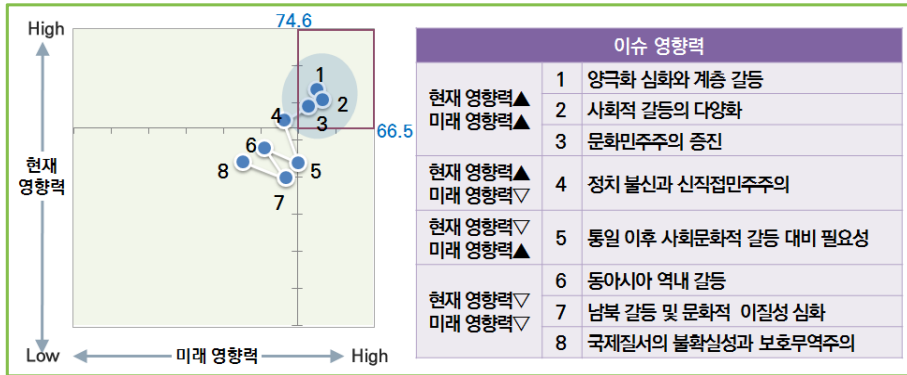 74.6
High
1
2
3
4
66.5
6
5
8
7
현재
영향력
Low
미래 영향력
High
이슈 영향력
현재 영향력▲
미래 영향력▲
1 양극화 심화와 계층 갈등
2 사회적 갈등의 다양화
3 문화민주주의 증진
현재 영향력▲
미래 영향력▽
4 정치 불신과 신직접민주주의
현재 영향력▽
미래 영향력▲
5 통일 이후 사회문화적 갈등 대비 필요성
현재 영향력▽
미래 영향력▽
6 동아시아 역내 갈등
7 남북 갈등 및 문화적 이질성 심화
8 국제질서의 불확실성과 보호무역주의